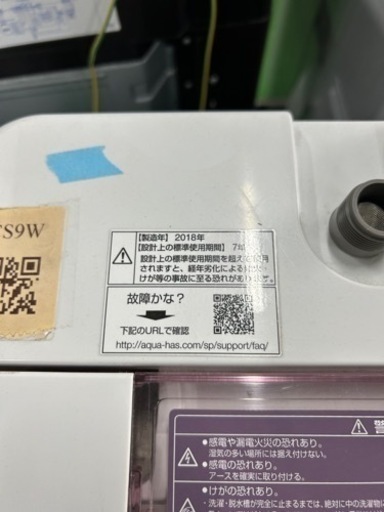 S9W
【製造年】2018年
【設計上の標準使用期間】7年
設計上の標準使用期間を超えて使用
されますと、経年劣化による発火・
けが等の事故に至る恐れがあります。
故障かな？
下記のURLで確認
http://aqua-has.com/sp/support/faq/
●感電や漏電火災の恐れあり。
湿気の多い場所には据え付けない。
●感電の恐れあり。
アースを確実に取り付ける。
●けがの恐れあり。
・洗濯・脱水槽が完全に止まるまでは、絶対に中の洗濯物に